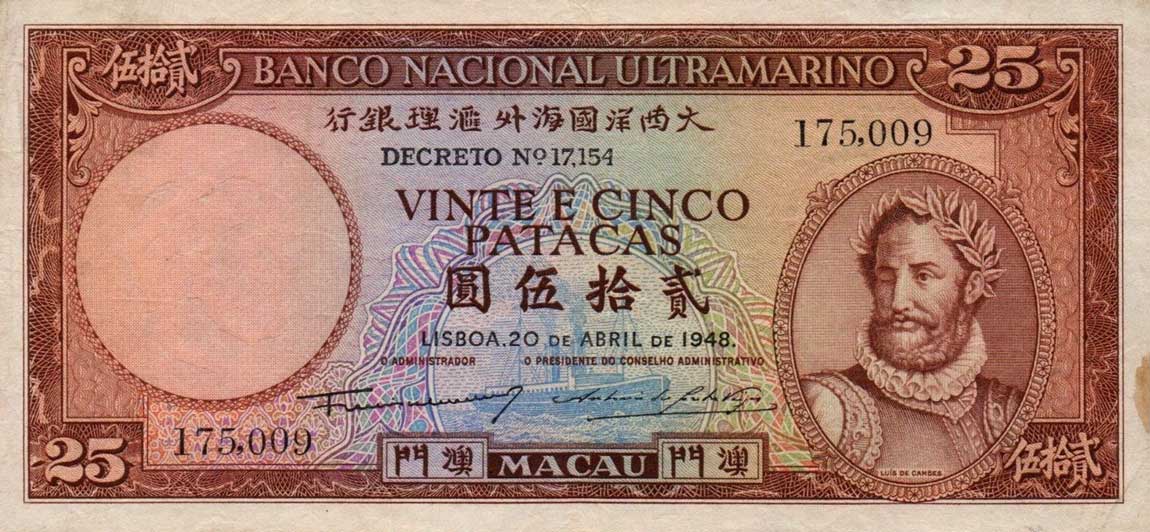 貳拾伍
BANCO NACIONAL ULTRAMARINO
25
大西洋國海外滙理銀行
175,009
DECRETO Nº 17,154
VINTE E CINCO
PATACAS
貳拾伍圓
LISBOA. 20 DE ABRIL DE 1948.
O ADMINISTRADOR
O PRESIDENTE DO CONSELHO ADMINISTRATIVO
175,009
25
澳門
MACAU
澳門
LUÍS DE CAMÕES
貳拾伍